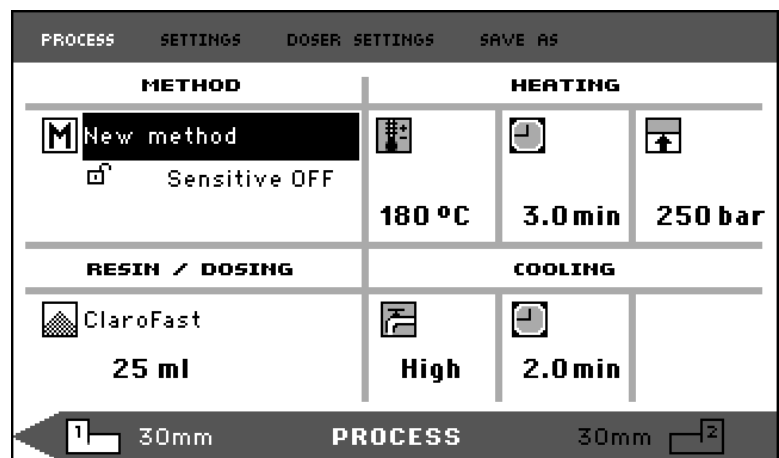 PROCESS SETTINGS DOSER SETTINGS SAVE AS
METHOD HEATING
M New method
Sensitive OFF
180 ºC 3.0 min 250 bar
RESIN / DOSING COOLING
ClaroFast
25 ml High 2.0 min
1 30mm PROCESS 30mm 2